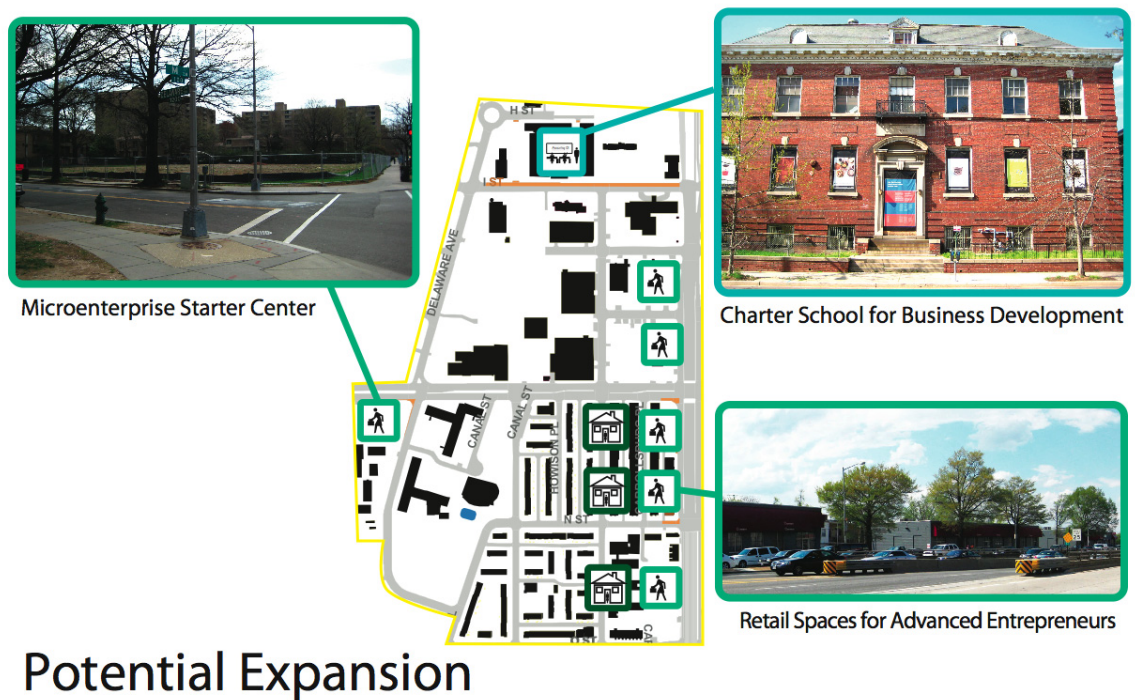 H ST
I ST
DELAWARE AVE
Microenterprise Starter Center
Charter School for Business Development
CANAL ST
CANAL ST
HOWISON PL
N ST
O ST
Retail Spaces for Advanced Entrepreneurs
Potential Expansion